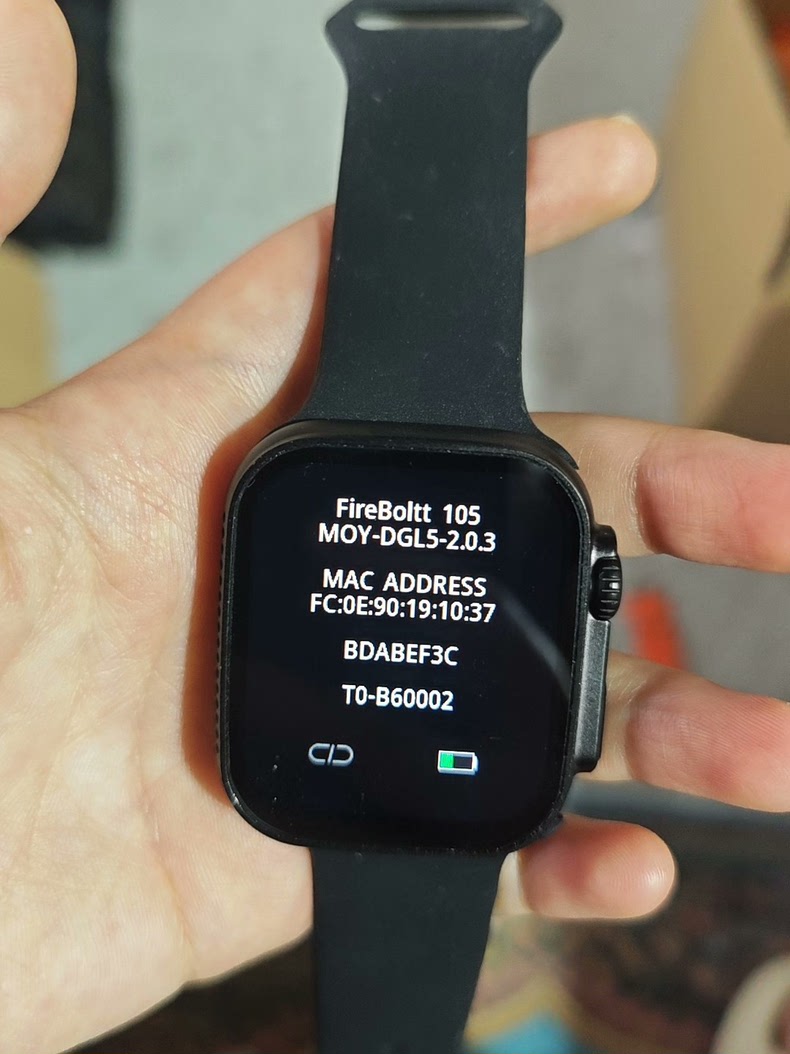 FireBoltt 105
MOY-DGL5-2.0.3
MAC ADDRESS
FC:0E:90:19:10:37
BDABEF3C
T0-B60002